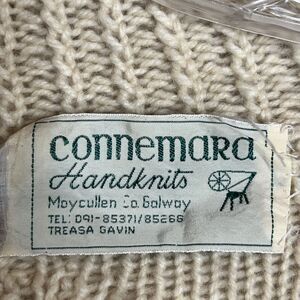 connemara
Handknits
Moycullen Co. Galway
TEL: 091-85371/85266
TREASA GAVIN